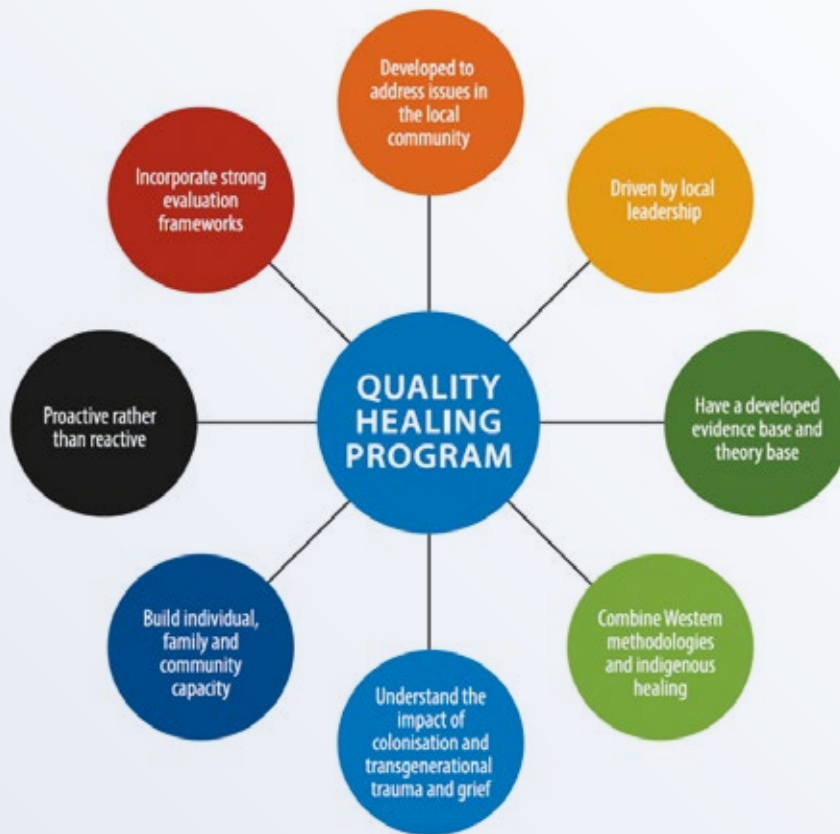 Developed to
address issues in
the local
community
Incorporate strong
evaluation
frameworks
Driven by local
leadership
QUALITY
HEALING
PROGRAM
Proactive rather
than reactive
Have a developed
evidence base and
theory base
Build individual,
family and
community
capacity
Combine Western
methodologies
and indigenous
healing
Understand the
impact of
colonisation and
transgenerational
trauma and grief